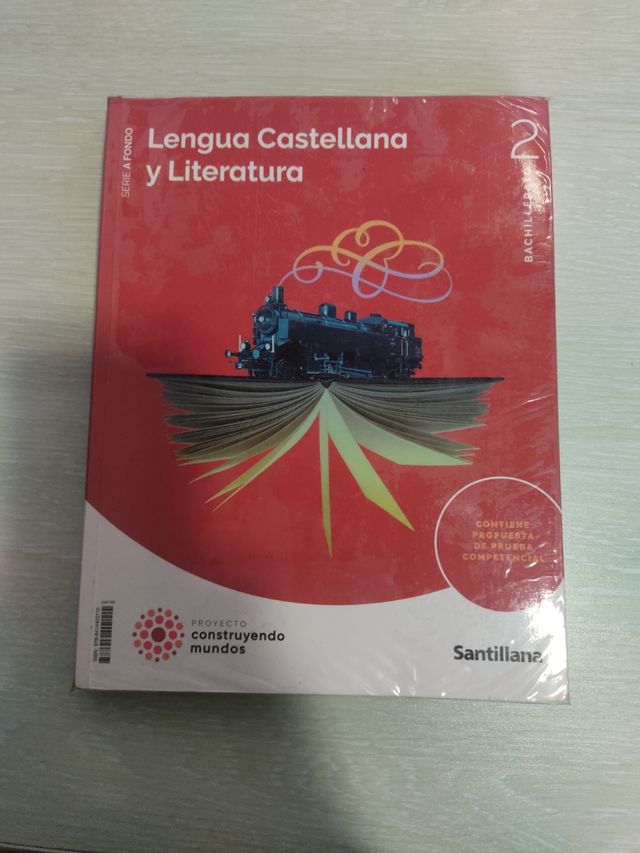 SERIE A FONDO
Lengua Castellana
y Literatura
BACHILLERATO 2
CONTIENE
PROPUESTA
DE PRUEBA
COMPETENCIAL
PROYECTO
construyendo
mundos
Santillana